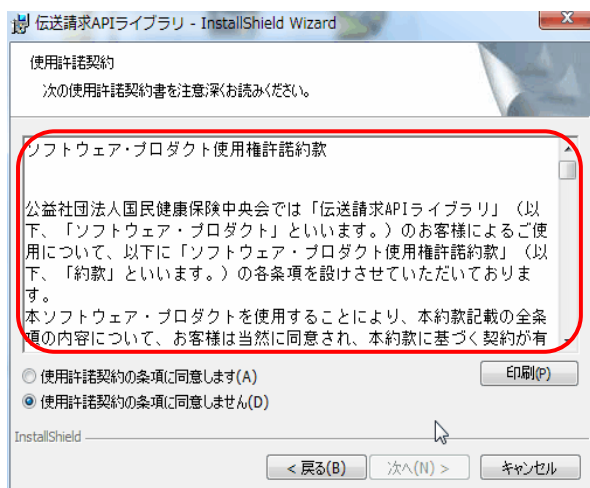 伝送請求APIライブラリ - InstallShield Wizard
使用許諾契約
次の使用許諾契約書を注意深くお読みください。
ソフトウェア・プロダクト使用権許諾約款
公益社団法人国民健康保険中央会では「伝送請求APIライブラリ」（以
下、「ソフトウェア・プロダクト」といいます。）のお客様によるご使
用について、以下に「ソフトウェア・プロダクト使用権許諾約款」（以
下、「約款」といいます。）の各条項を設けさせていただいておりま
す。
本ソフトウェア・プロダクトを使用することにより、本約款記載の全条
項の内容について、お客様は当然に同意され、本約款に基づく契約が有
使用許諾契約の条項に同意します(A)
印刷(P)
使用許諾契約の条項に同意しません(D)
InstallShield
< 戻る(B)
次へ(N) >
キャンセル